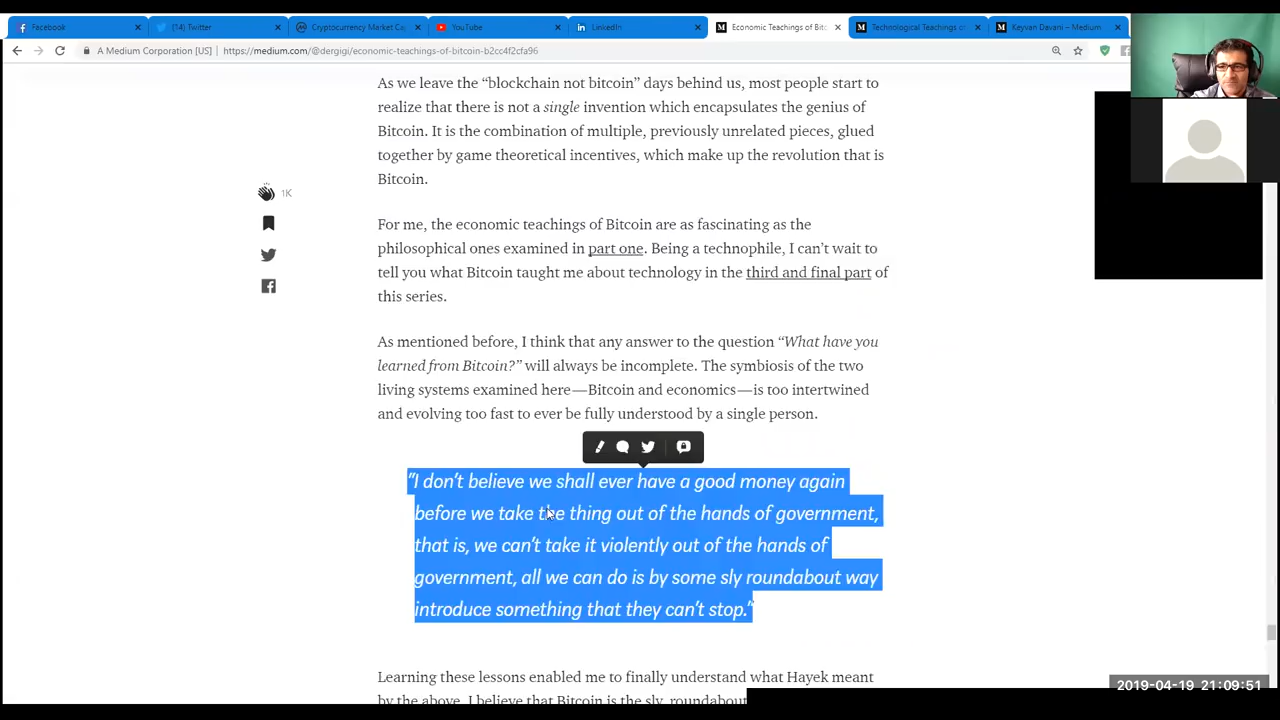 Facebook
(14) Twitter
Cryptocurrency Market Ca
YouTube
LinkedIn
Economic Teachings of Bit
Technological Teachings o
Keyvan Davani – Medium
A Medium Corporation [US]
https://medium.com/@dergigi/economic-teachings-of-bitcoin-b2cc4f2cfa96
As we leave the “blockchain not bitcoin” days behind us, most people start to
realize that there is not a single invention which encapsulates the genius of
Bitcoin. It is the combination of multiple, previously unrelated pieces, glued
together by game theoretical incentives, which make up the revolution that is
Bitcoin.
1K
For me, the economic teachings of Bitcoin are as fascinating as the
philosophical ones examined in part one. Being a technophile, I can’t wait to
tell you what Bitcoin taught me about technology in the third and final part of
this series.
As mentioned before, I think that any answer to the question “What have you
learned from Bitcoin?” will always be incomplete. The symbiosis of the two
living systems examined here—Bitcoin and economics—is too intertwined
and evolving too fast to ever be fully understood by a single person.
“I don’t believe we shall ever have a good money again
before we take the thing out of the hands of government,
that is, we can’t take it violently out of the hands of
government, all we can do is by some sly roundabout way
introduce something that they can’t stop.”
Learning these lessons enabled me to finally understand what Hayek meant
by the above. I believe that Bitcoin is the sly, roundabout
2019-04-19 21:09:51